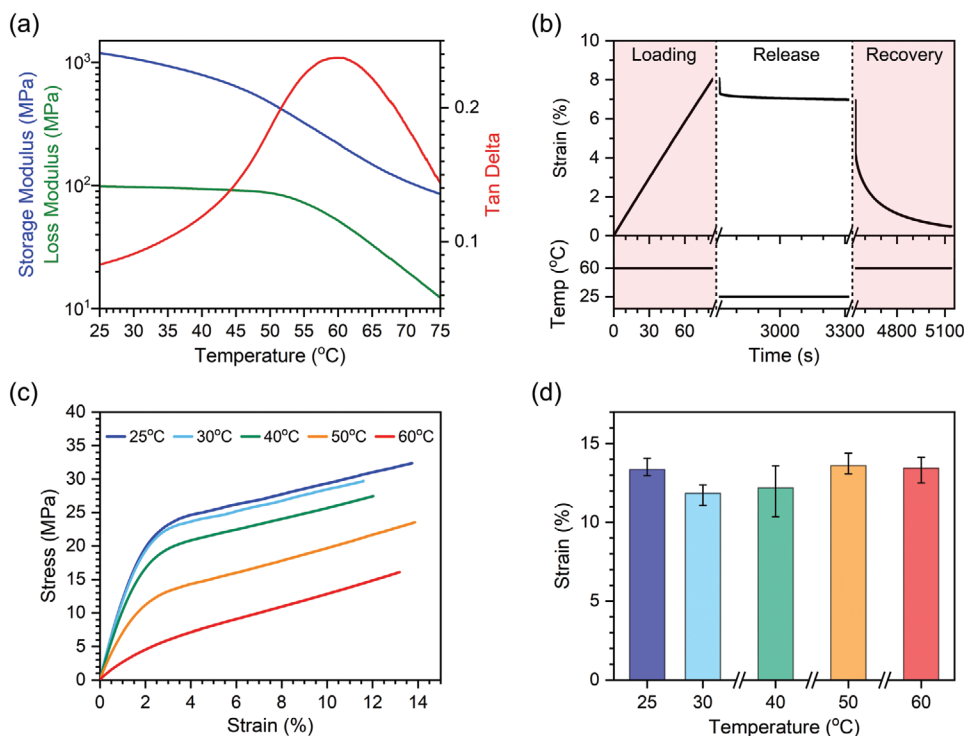 (a)
10³
10²
10¹
Storage Modulus (MPa)
Loss Modulus (MPa)
0.2
0.1
Tan Delta
25 30 35 40 45 50 55 60 65 70 75
Temperature (°C)
(b)
Loading Release Recovery
10
8
6
4
2
0
Strain (%)
60
25
Temp (°C)
0 30 60 3000 3300 4800 5100
Time (s)
(c)
40
35
30
25
20
15
10
5
0
Stress (MPa)
25°C 30°C 40°C 50°C 60°C
0 2 4 6 8 10 12 14
Strain (%)
(d)
15
10
5
0
Strain (%)
25 30 40 50 60
Temperature (°C)